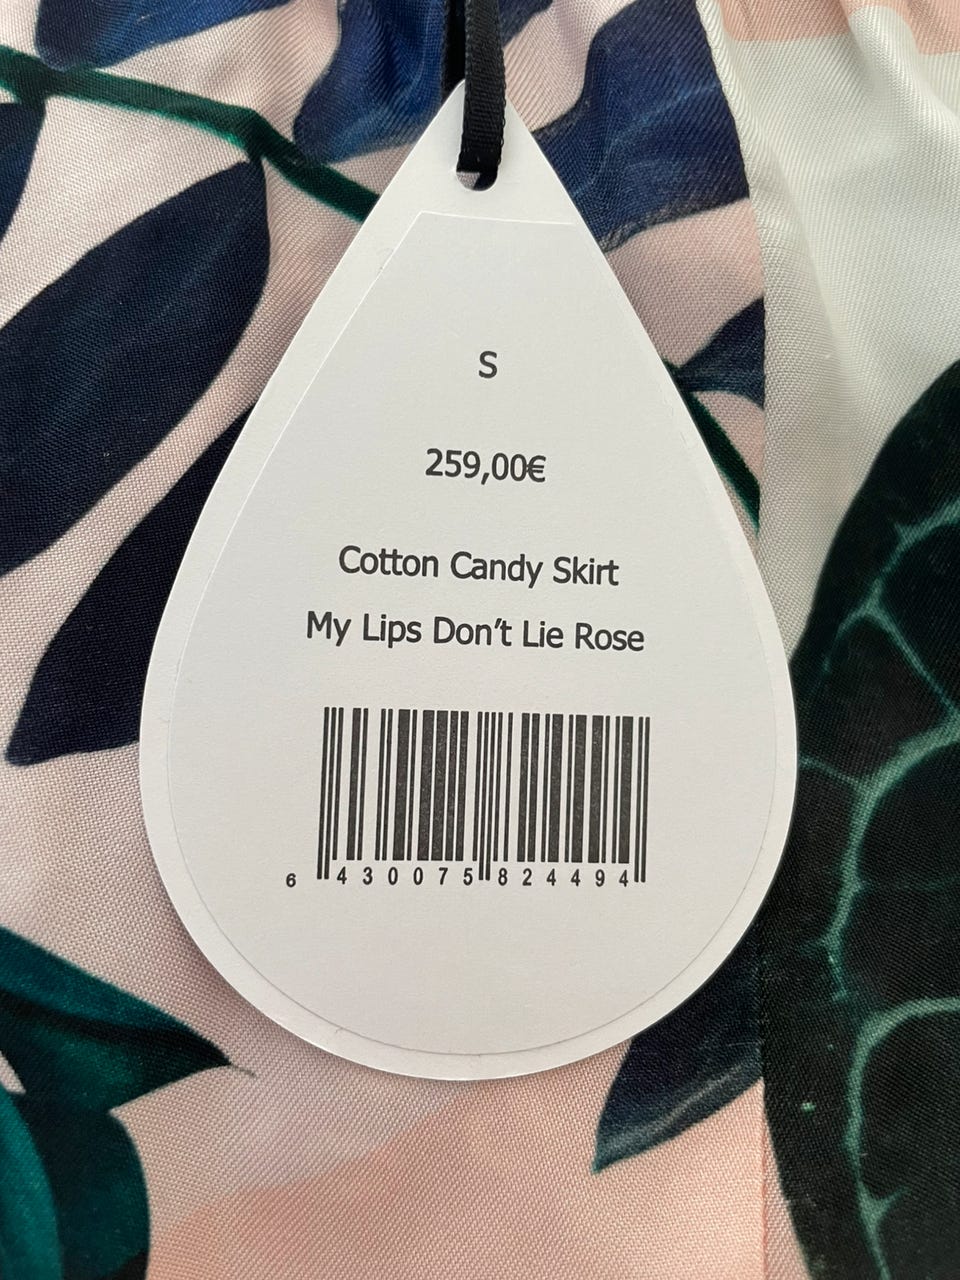 S
259,00€
Cotton Candy Skirt
My Lips Don't Lie Rose
6 430075 824494